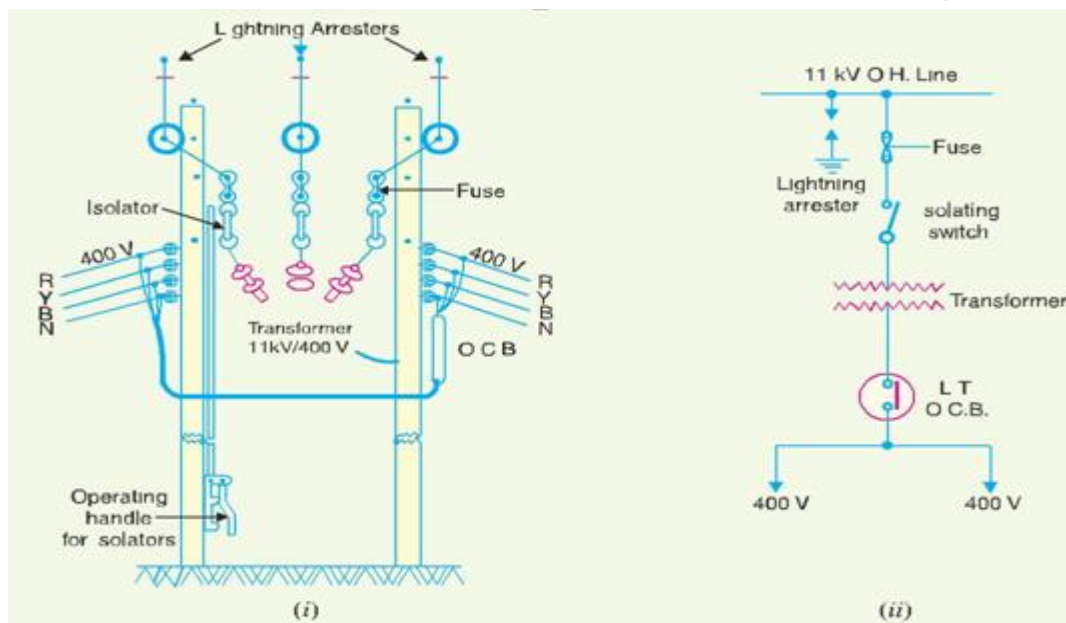 L ghtning Arresters
Fuse
Isolator
400 V
R
Y
B
N
400 V
R
Y
B
N
Transformer
11kV/400 V
O C B
Operating
handle
for solators
(i)
11 kV O H. Line
Fuse
Lightning
arrester
solating
switch
Transformer
L T
O C.B.
400 V
400 V
(ii)